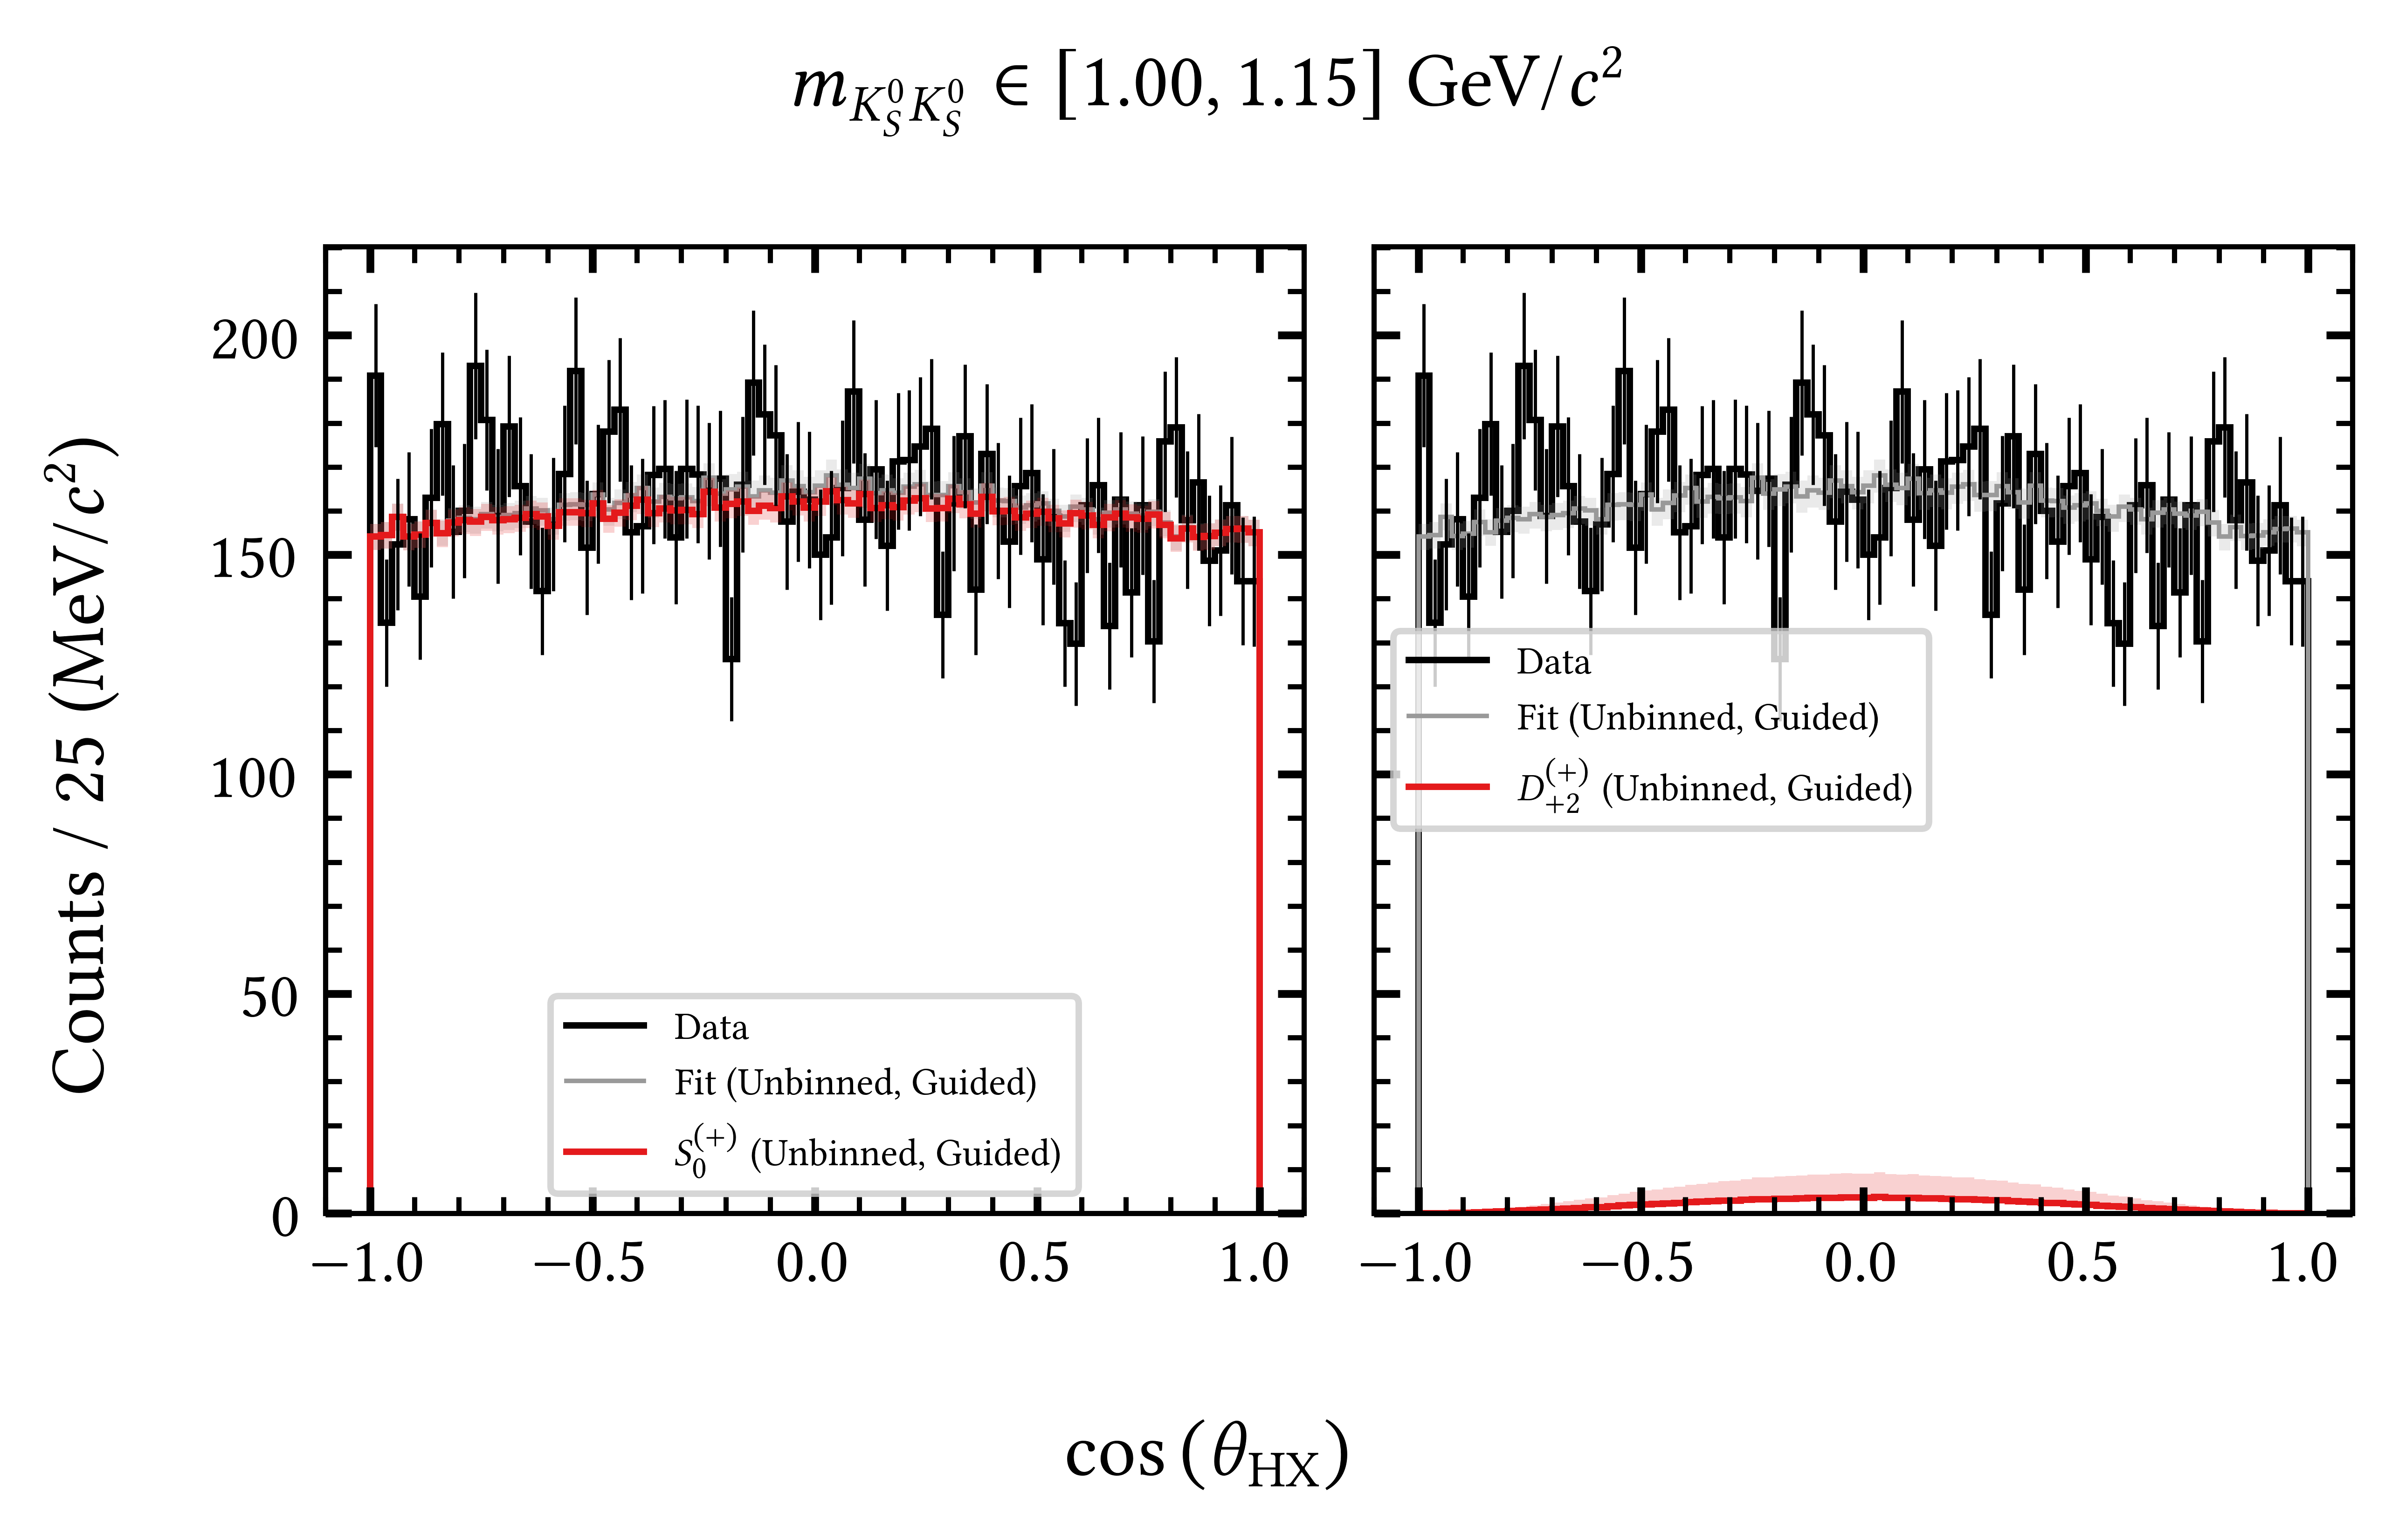 m_{K_S^0 K_S^0} ∈ [1.00, 1.15] GeV/c²
Counts / 25 (MeV/c²)
200
150
100
50
0
−1.0
−0.5
0.0
0.5
1.0
Data
Fit (Unbinned, Guided)
S_0^{(+)} (Unbinned, Guided)
Data
Fit (Unbinned, Guided)
D_{+2}^{(+)} (Unbinned, Guided)
−1.0
−0.5
0.0
0.5
1.0
cos (θ_{HX})